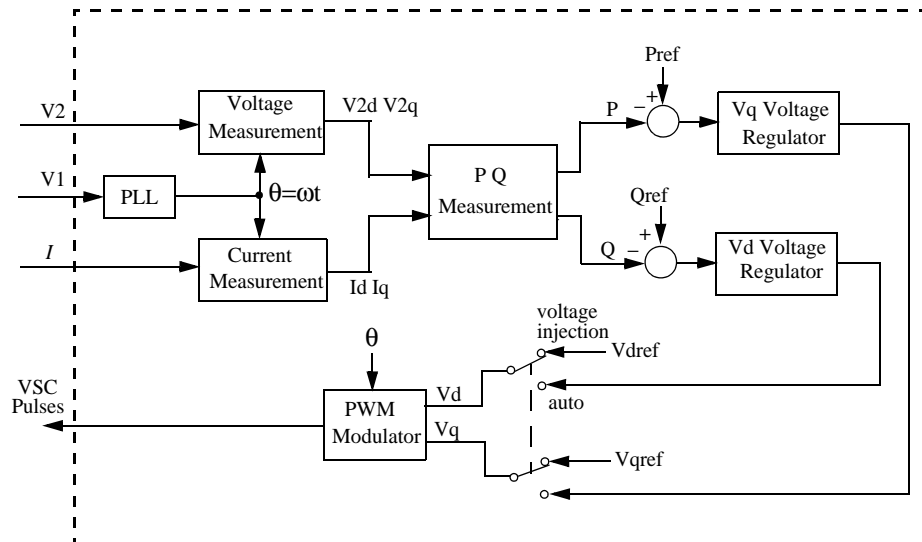 Pref
V2
Voltage
Measurement
V2d V2q
P
−
+
Vq Voltage
Regulator
V1
PLL
θ=ωt
P Q
Measurement
Qref
I
Current
Measurement
Id Iq
Q
−
+
Vd Voltage
Regulator
voltage
injection
θ
Vdref
VSC
Pulses
PWM
Modulator
Vd
auto
Vq
Vqref